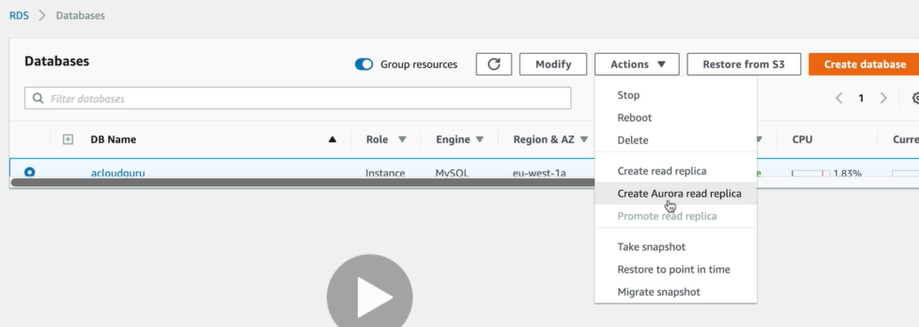 RDS > Databases
Databases
Group resources
Modify
Actions ▼
Restore from S3
Create database
Filter databases
1
DB Name ▲ Role ▼ Engine ▼ Region & AZ ▼ CPU Curre
acloudguru Instance MySQL eu-west-1a 1.83%
Stop
Reboot
Delete
Create read replica
Create Aurora read replica
Promote read replica
Take snapshot
Restore to point in time
Migrate snapshot